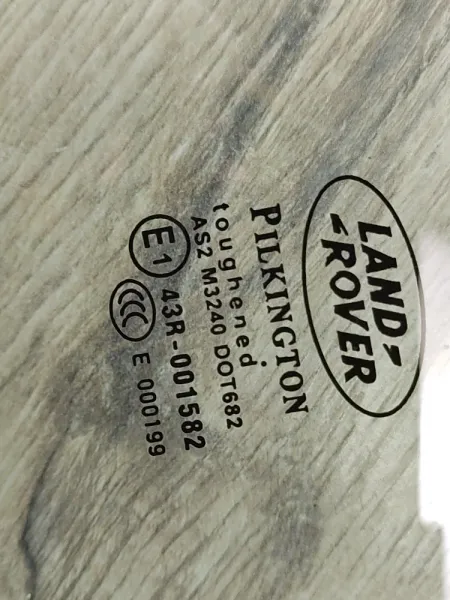 LAND
ROVER
PILKINGTON
toughened
AS2 M3240 DOT682
E1 43R-001582
CCC E 000199